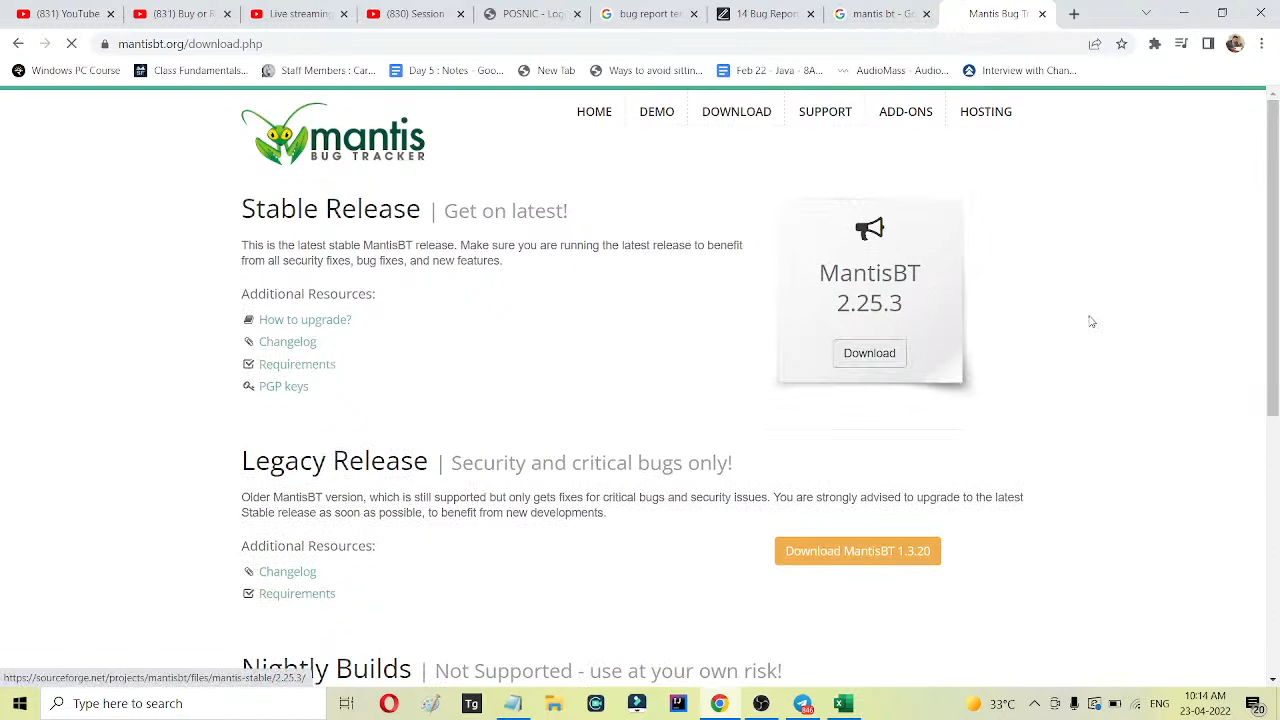 (831) YouTube
(831) Buy or R
Live streaming
(830) Session
POSNIC - Log
bug report te
14 Bug Repor
mantis bt - Go
Mantis Bug Tr
mantisbt.org/download.php
Windows PC Course
Class Fundamentals...
Staff Members : Car...
Day 5 : Notes - Goo...
New Tab
Ways to avoid sittin...
Feb 22 - Java - 8A...
AudioMass - Audio...
Interview with Chan...
mantis
BUG TRACKER
HOME
DEMO
DOWNLOAD
SUPPORT
ADD-ONS
HOSTING
Stable Release | Get on latest!
This is the latest stable MantisBT release. Make sure you are running the latest release to benefit
from all security fixes, bug fixes, and new features.
Additional Resources:
How to upgrade?
Changelog
Requirements
PGP keys
MantisBT
2.25.3
Download
Legacy Release | Security and critical bugs only!
Older MantisBT version, which is still supported but only gets fixes for critical bugs and security issues. You are strongly advised to upgrade to the latest
Stable release as soon as possible, to benefit from new developments.
Additional Resources:
Changelog
Requirements
Download MantisBT 1.3.20
Nightly Builds | Not Supported - use at your own risk!
https://sourceforge.net/projects/mantisbt/files/mantis-stable/2.25.3/
Type here to search
Tg
846
33°C
ENG
10:14 AM
23-04-2022
20